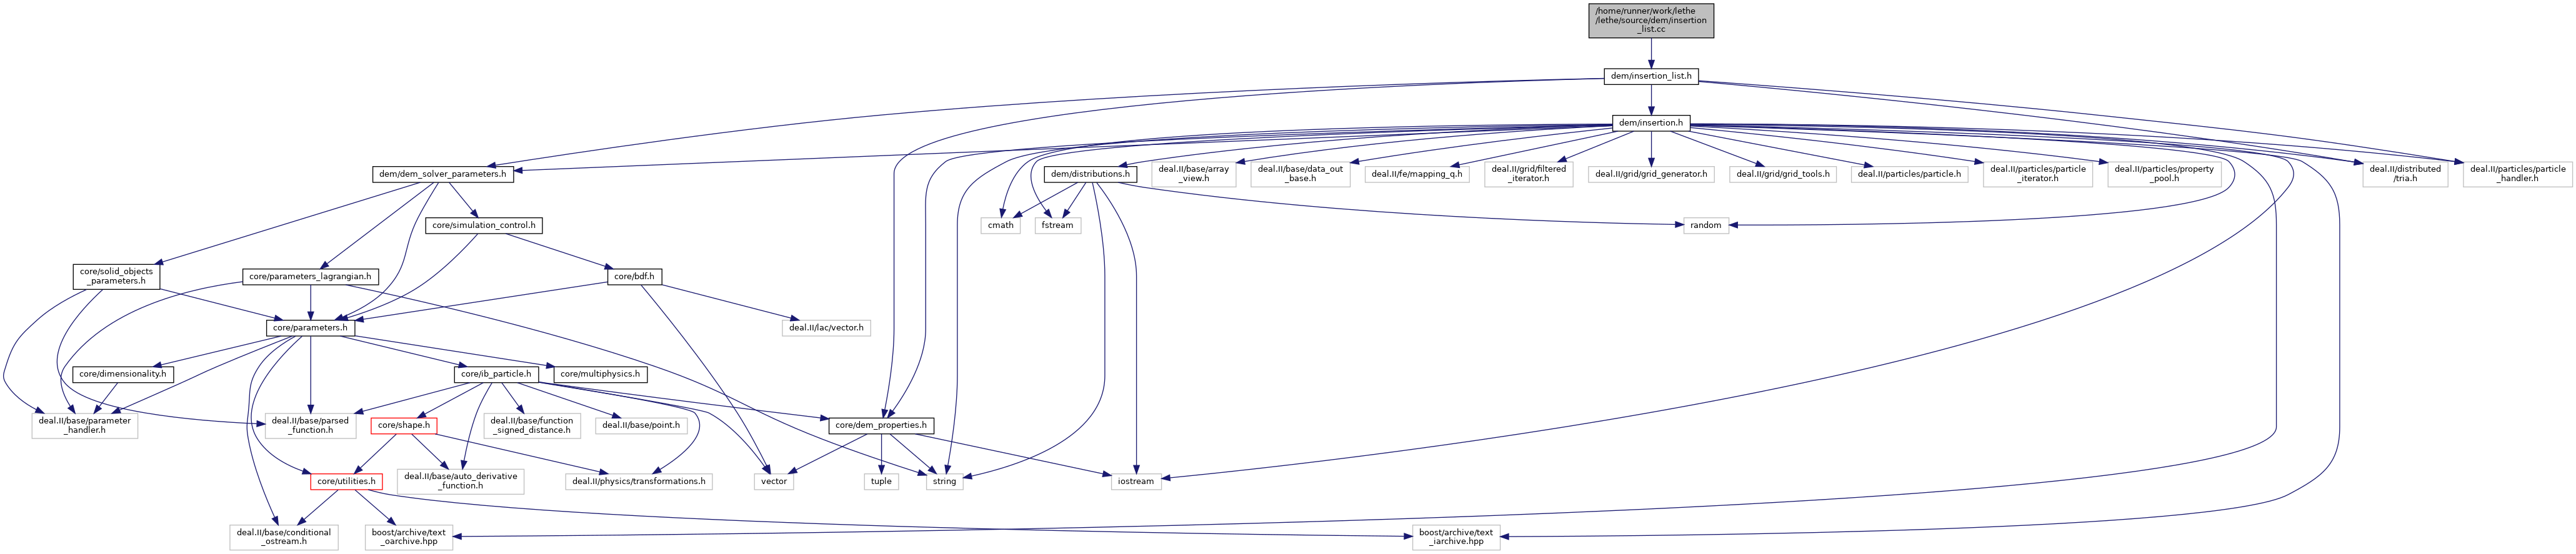 /home/runner/work/lethe
/lethe/source/dem/insertion
_list.cc
dem/insertion_list.h
dem/insertion.h
dem/dem_solver_parameters.h
dem/distributions.h
deal.II/base/array
_view.h
deal.II/base/data_out
_base.h
deal.II/fe/mapping_q.h
deal.II/grid/filtered
_iterator.h
deal.II/grid/grid_generator.h
deal.II/grid/grid_tools.h
deal.II/particles/particle.h
deal.II/particles/particle
_iterator.h
deal.II/particles/property
_pool.h
deal.II/distributed
/tria.h
deal.II/particles/particle
_handler.h
core/simulation_control.h
cmath
fstream
random
core/solid_objects
_parameters.h
core/parameters_lagrangian.h
core/bdf.h
core/parameters.h
deal.II/lac/vector.h
core/dimensionality.h
core/ib_particle.h
core/multiphysics.h
deal.II/base/parameter
_handler.h
deal.II/base/parsed
_function.h
core/shape.h
deal.II/base/function
_signed_distance.h
deal.II/base/point.h
core/dem_properties.h
core/utilities.h
deal.II/base/auto_derivative
_function.h
deal.II/physics/transformations.h
vector
tuple
string
iostream
deal.II/base/conditional
_ostream.h
boost/archive/text
_oarchive.hpp
boost/archive/text
_iarchive.hpp